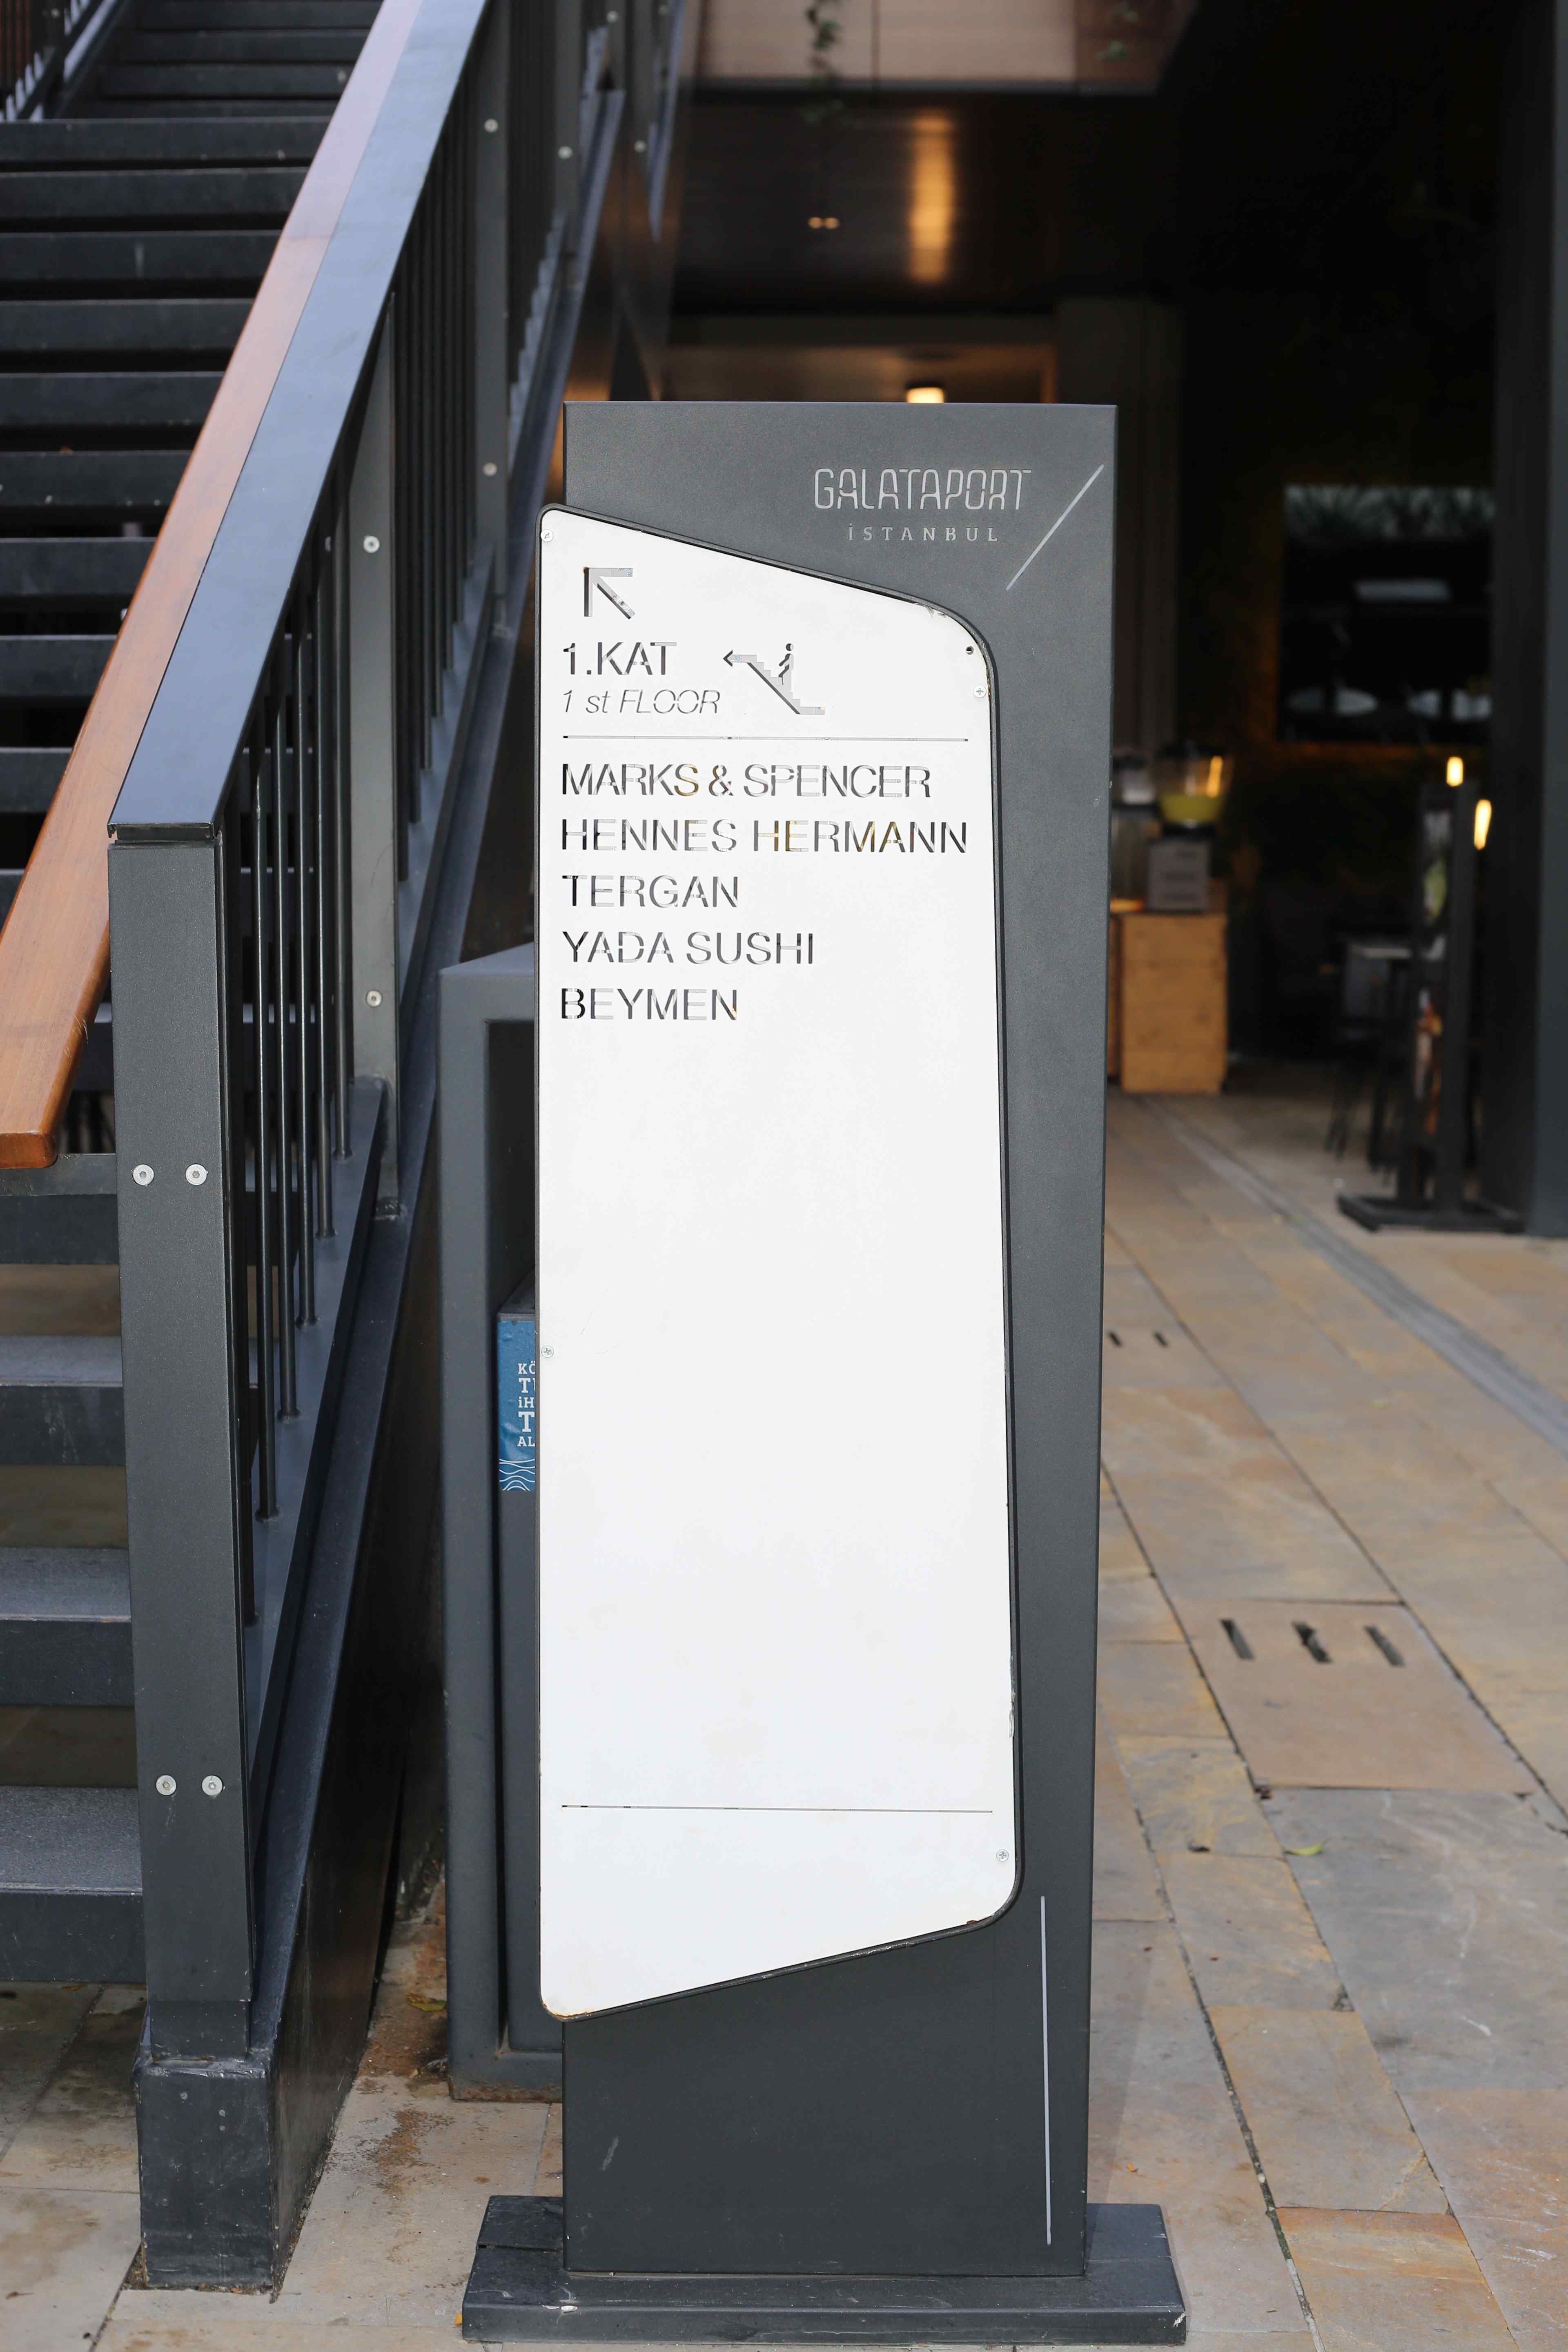 GALATAPORT
İSTANBUL
1.KAT
1 st FLOOR
MARKS & SPENCER
HENNES HERMANN
TERGAN
YADA SUSHI
BEYMEN